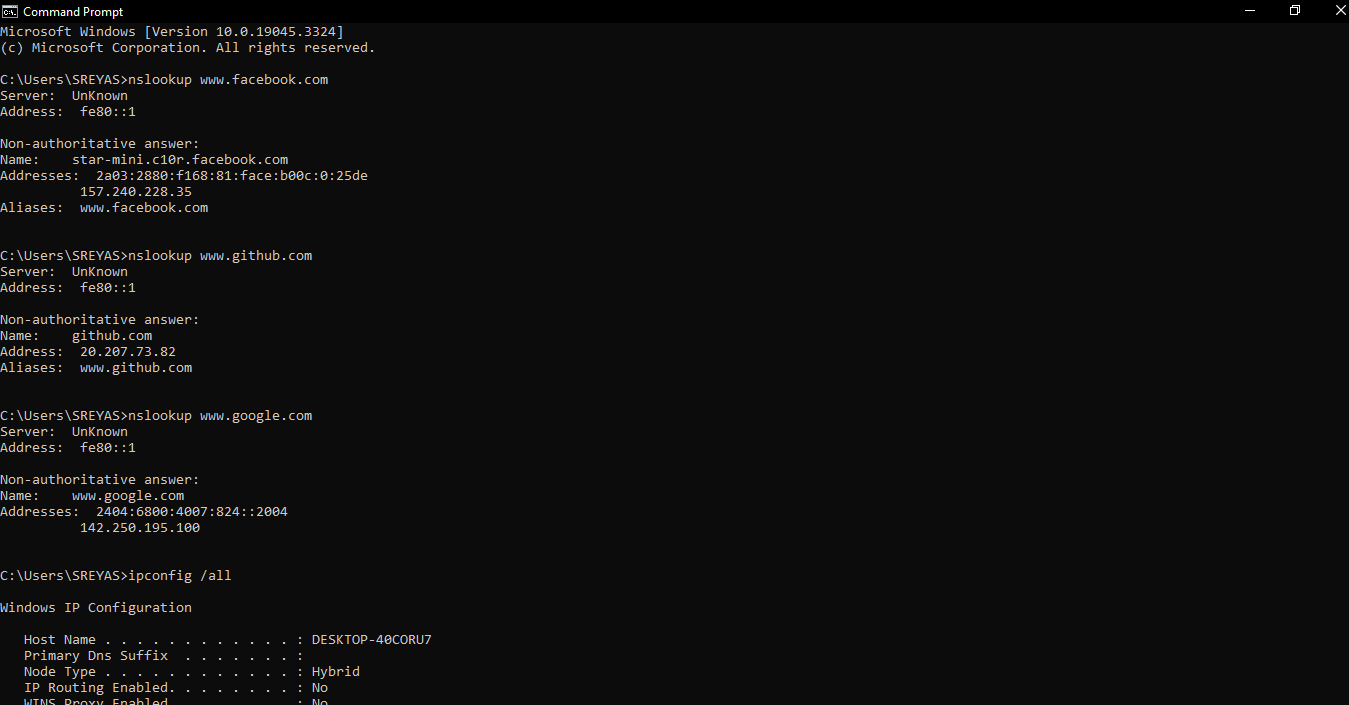 Command Prompt
Microsoft Windows [Version 10.0.19045.3324]
(c) Microsoft Corporation. All rights reserved.
C:\Users\SREYAS>nslookup www.facebook.com
Server:  UnKnown
Address:  fe80::1
Non-authoritative answer:
Name:    star-mini.c10r.facebook.com
Addresses:  2a03:2880:f168:81:face:b00c:0:25de
          157.240.228.35
Aliases:  www.facebook.com
C:\Users\SREYAS>nslookup www.github.com
Server:  UnKnown
Address:  fe80::1
Non-authoritative answer:
Name:    github.com
Address:  20.207.73.82
Aliases:  www.github.com
C:\Users\SREYAS>nslookup www.google.com
Server:  UnKnown
Address:  fe80::1
Non-authoritative answer:
Name:    www.google.com
Addresses:  2404:6800:4007:824::2004
          142.250.195.100
C:\Users\SREYAS>ipconfig /all
Windows IP Configuration
   Host Name . . . . . . . . . . . . : DESKTOP-40CORU7
   Primary Dns Suffix  . . . . . . . :
   Node Type . . . . . . . . . . . . : Hybrid
   IP Routing Enabled. . . . . . . . : No
   WINS Proxy Enabled. . . . . . . . : No